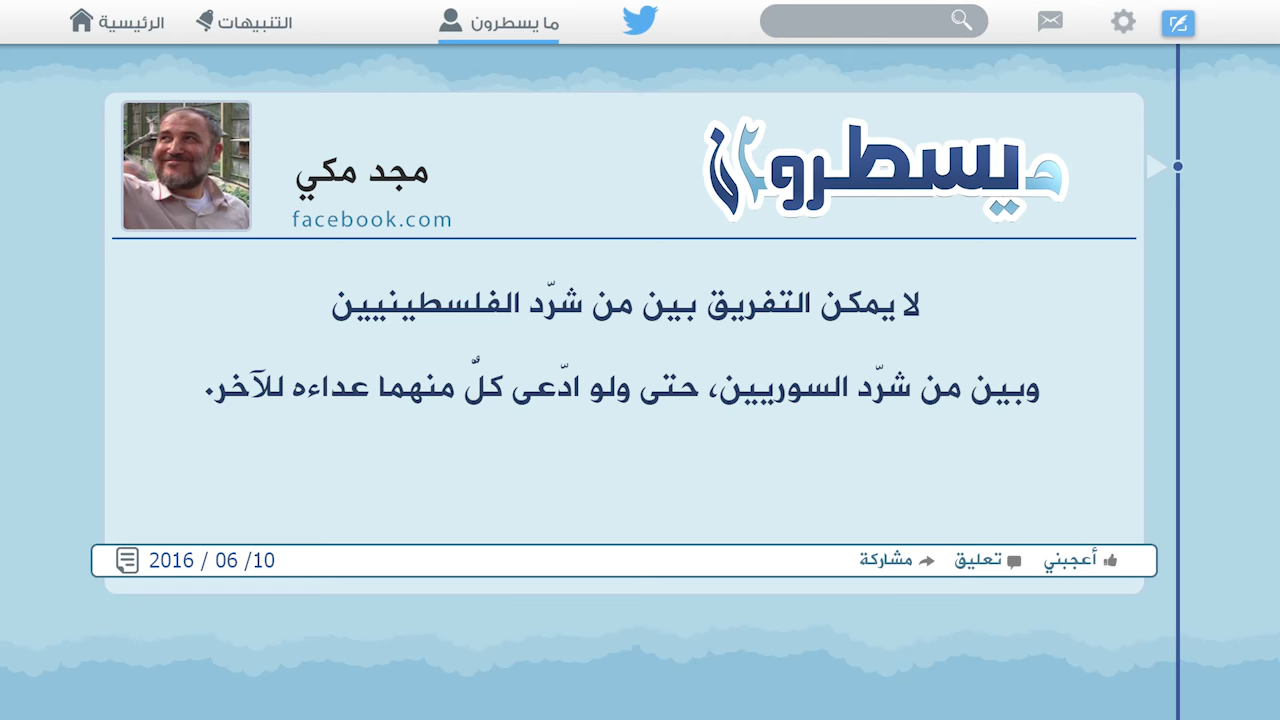 الرئيسية
التنبيهات
ما يسطرون
ما يسطرون
مجد مكي
facebook.com
لا يمكن التفريق بين من شرّد الفلسطينيين
وبين من شرّد السوريين، حتى ولو ادّعى كلٌ منهما عداءه للآخر.
أعجبني
تعليق
مشاركة
2016 / 06 /10